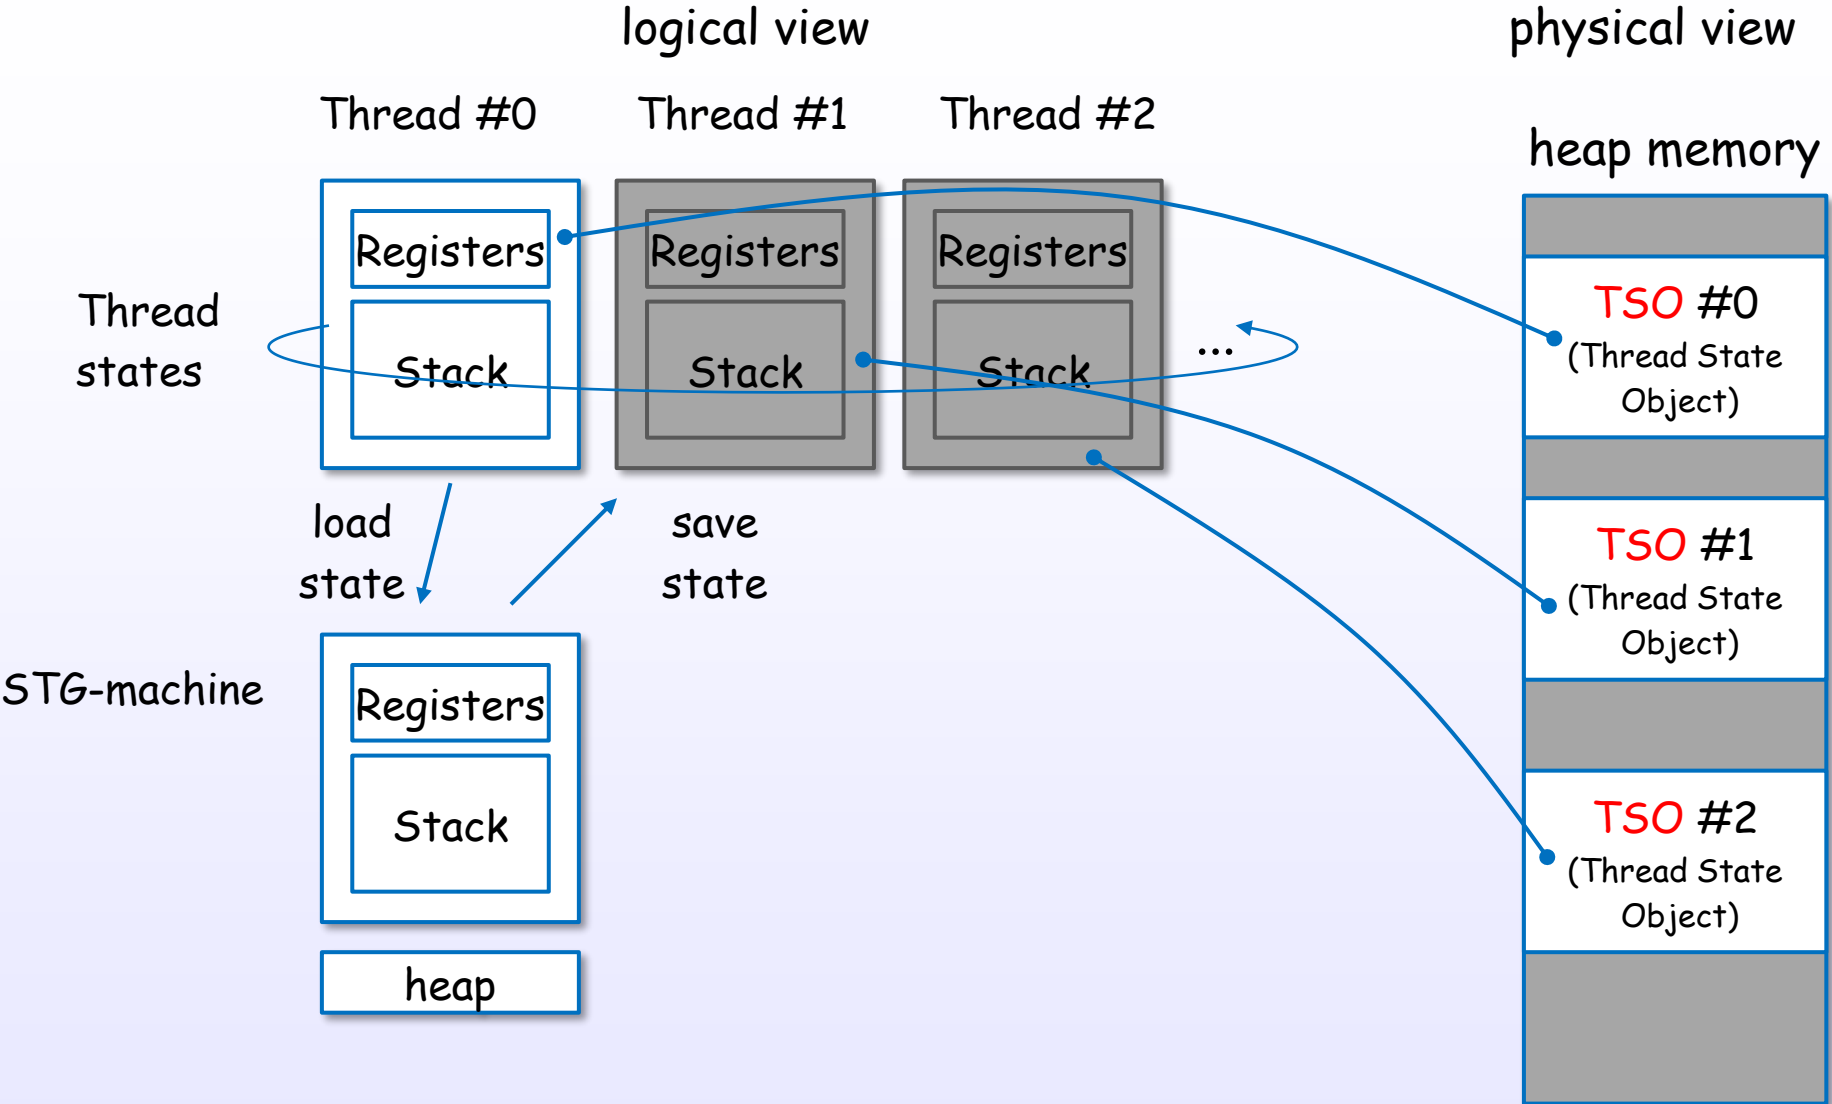 logical view
physical view
Thread #0
Thread #1
Thread #2
heap memory
Thread
states
Registers
Stack
Registers
Stack
Registers
Stack
...
load
state
save
state
STG-machine
Registers
Stack
heap
TSO #0
(Thread State
Object)
TSO #1
(Thread State
Object)
TSO #2
(Thread State
Object)